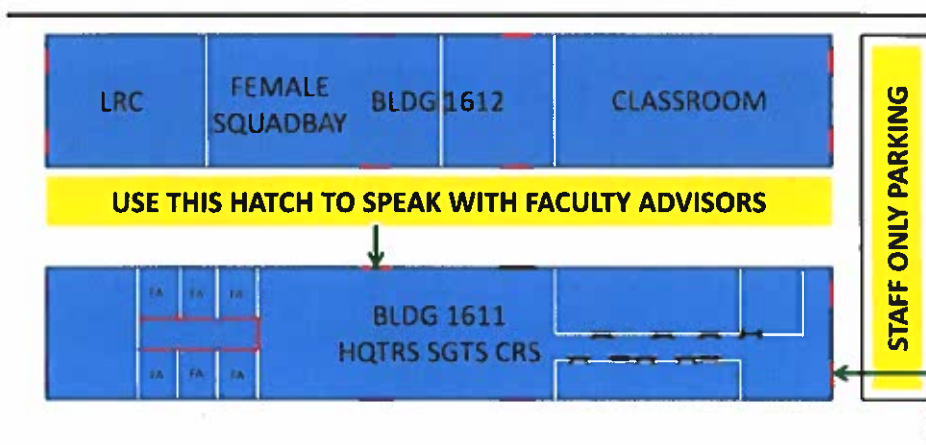 LRC
FEMALE
SQUADBAY
BLDG 1612
CLASSROOM
USE THIS HATCH TO SPEAK WITH FACULTY ADVISORS
FA FA FA
BLDG 1611
HQTRS SGTS CRS
FA FA FA
STAFF ONLY PARKING